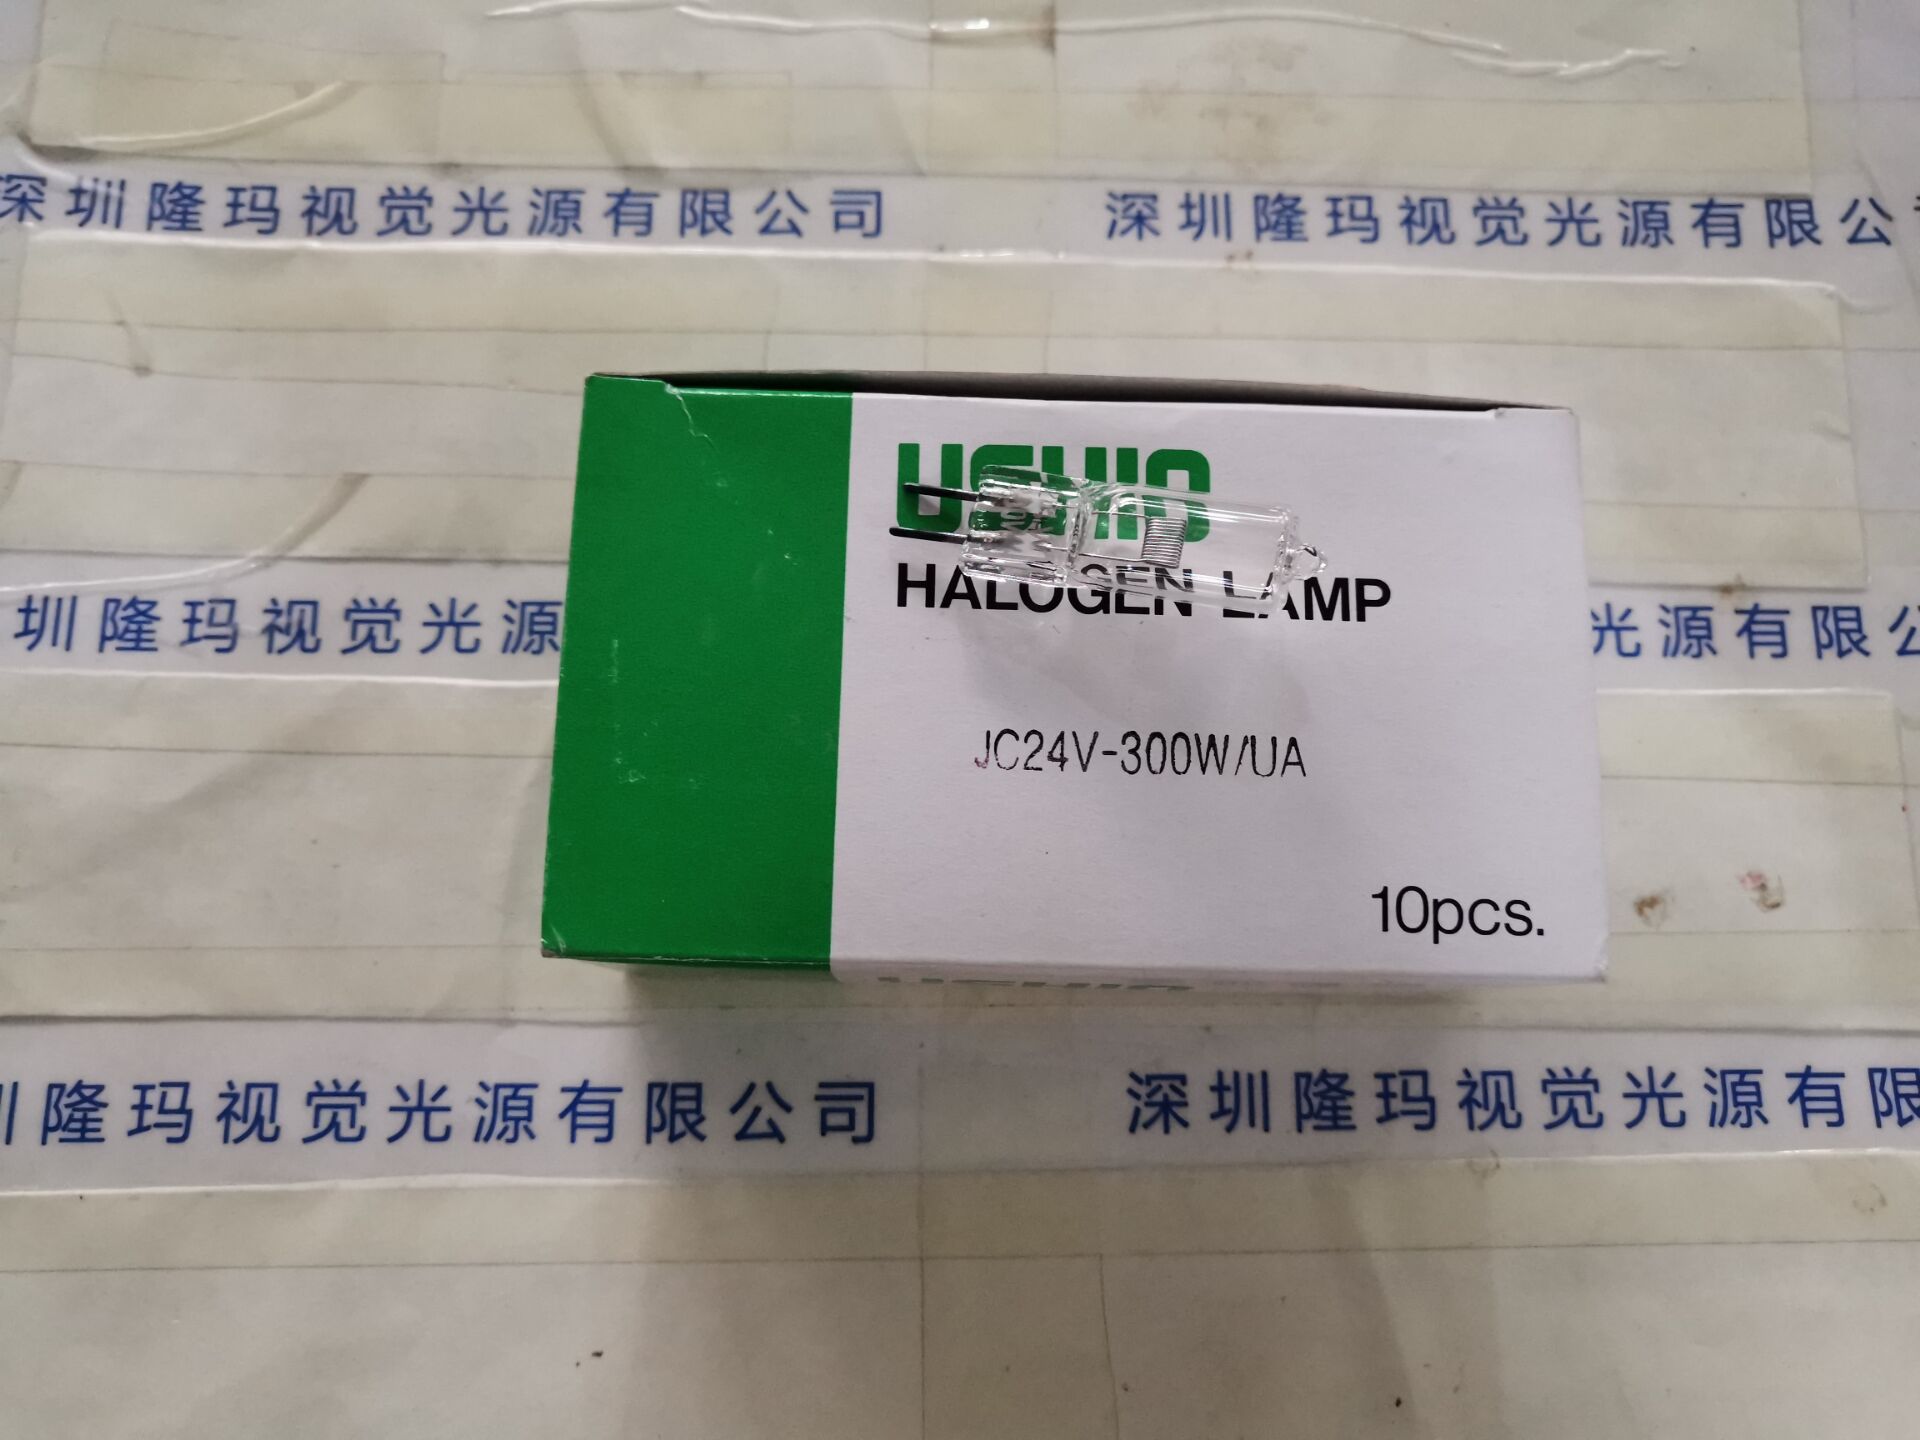 深圳隆玛视觉光源有限公司
深圳隆玛视觉光源有限公
USHIO
HALOGEN LAMP
圳隆玛视觉光源
光源有限
JC24V-300W/UA
10pcs.
隆玛视觉光源有限公司
深圳隆玛视觉光源有限